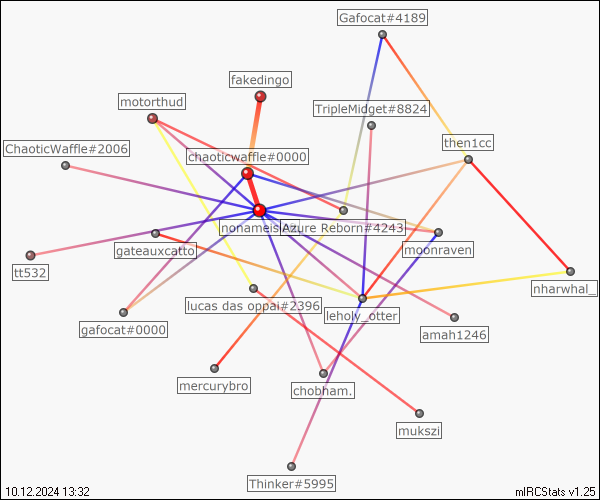 Gafocat#4189
fakedingo
motorthud
TripleMidget#8824
then1cc
ChaoticWaffle#2006
chaoticwaffle#0000
Azure Reborn#4243
gateauxcatto
moonraven
tt532
nharwhal_
lucas das oppai#2396
leholy_otter
gafocat#0000
amah1246
mercurybro
chobham.
mukszi
Thinker#5995
10.12.2024 13:32
mIRCStats v1.25